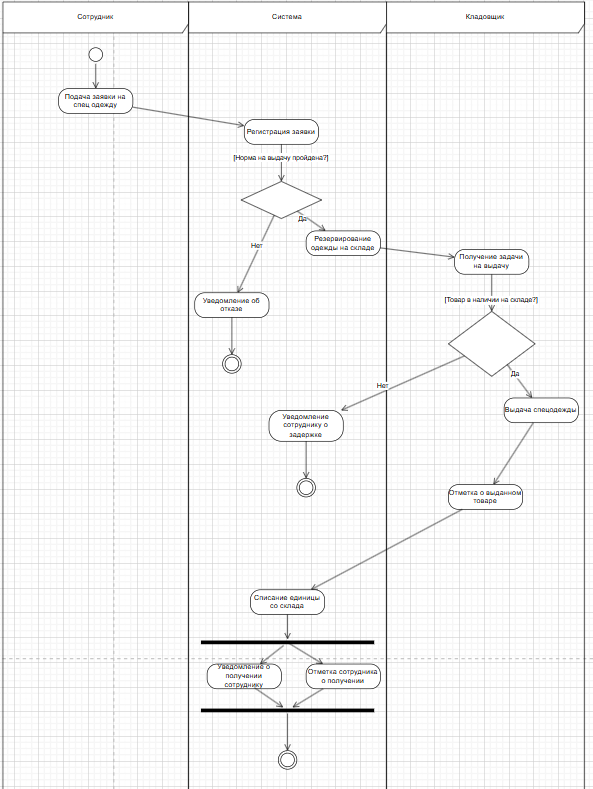 Сотрудник
Система
Кладовщик
Подача заявки на
спец одежду
Регистрация заявки
[Норма на выдачу пройдена?]
Да
Резервирование
одежды на складе
Нет
Получение задачи
на выдачу
Уведомление об
отказе
[Товар в наличии на складе?]
Да
Нет
Выдача спецодежды
Уведомление
сотруднику о
задержке
Отметка о выданном
товаре
Списание единицы
со склада
Уведомление о
получении
сотруднику
Отметка сотрудника
о получении